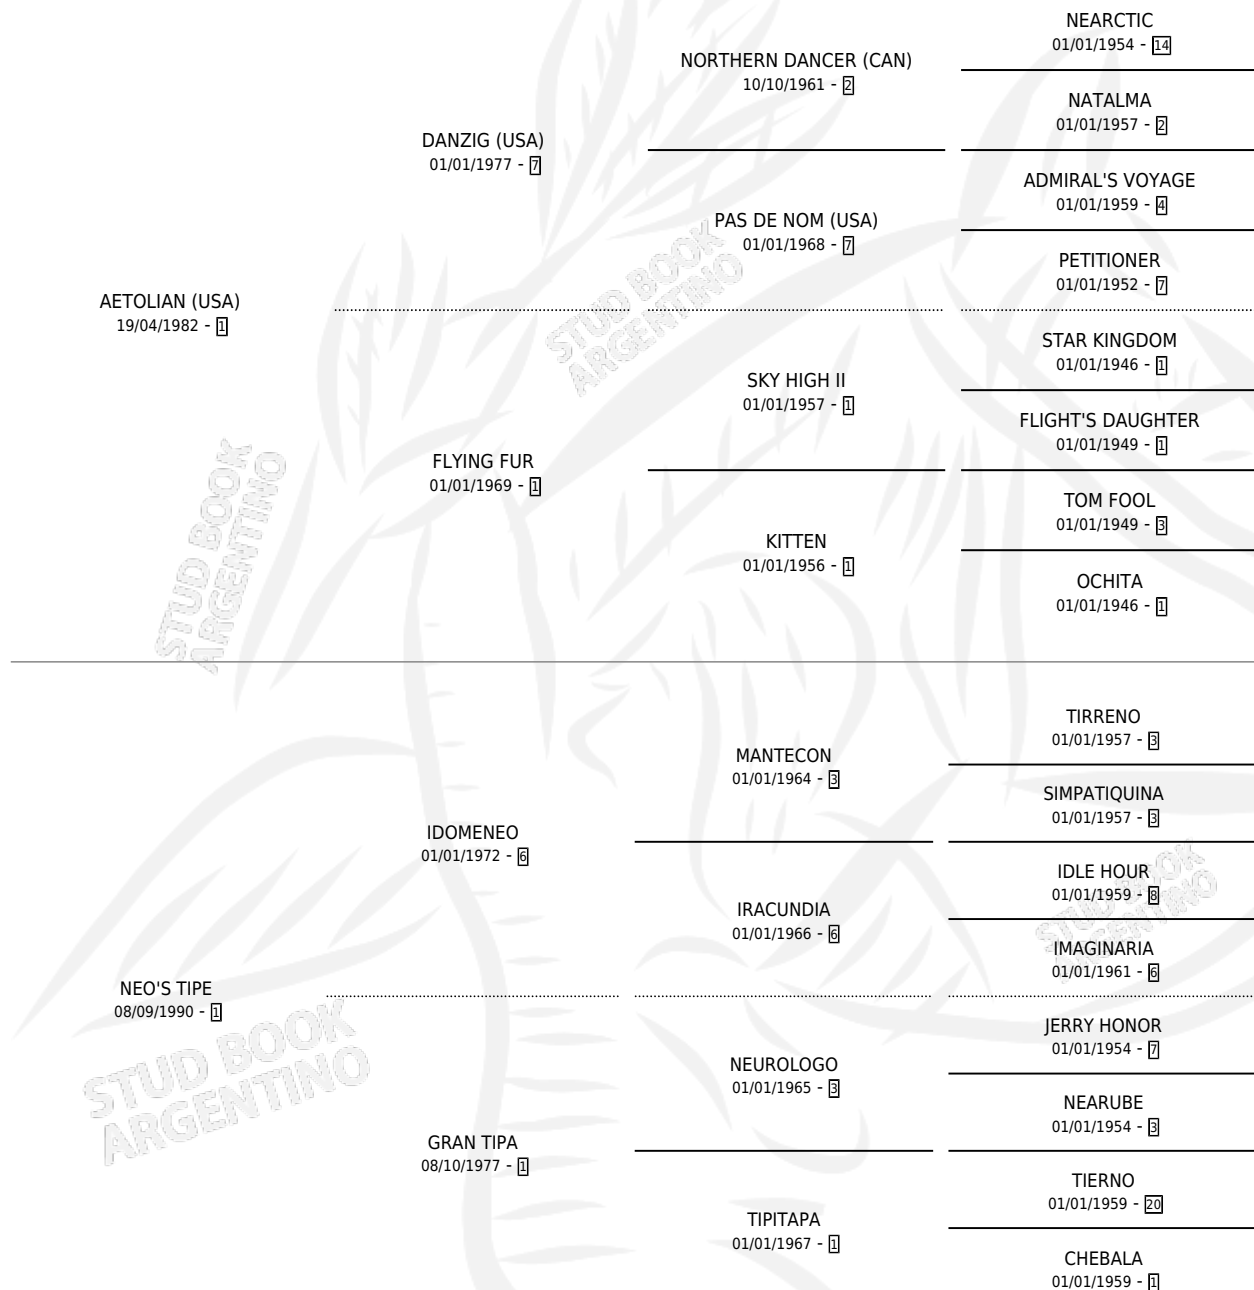 NEARCTIC
01/01/1954 - 14
NORTHERN DANCER (CAN)
10/10/1961 - 2
NATALMA
01/01/1957 - 2
DANZIG (USA)
01/01/1977 - 7
ADMIRAL'S VOYAGE
01/01/1959 - 4
PAS DE NOM (USA)
01/01/1968 - 7
PETITIONER
01/01/1952 - 7
AETOLIAN (USA)
19/04/1982 - 1
STUD BOOK
ARGENTINO
STAR KINGDOM
01/01/1946 - 1
SKY HIGH II
01/01/1957 - 1
FLIGHT'S DAUGHTER
01/01/1949 - 1
FLYING FUR
01/01/1969 - 1
TOM FOOL
01/01/1949 - 3
KITTEN
01/01/1956 - 1
OCHITA
01/01/1946 - 1
STUD BOOK
ARGENTINO
TIRRENO
01/01/1957 - 3
MANTECON
01/01/1964 - 3
SIMPATIQUINA
01/01/1957 - 3
IDOMENEO
01/01/1972 - 6
IDLE HOUR
01/01/1959 - 8
IRACUNDIA
01/01/1966 - 6
IMAGINARIA
01/01/1961 - 6
STUD BOOK
ARGENTINO
NEO'S TIPE
08/09/1990 - 1
JERRY HONOR
01/01/1954 - 7
NEUROLOGO
01/01/1965 - 3
NEARUBE
01/01/1954 - 3
STUD BOOK
ARGENTINO
GRAN TIPA
08/10/1977 - 1
TIERNO
01/01/1959 - 20
TIPITAPA
01/01/1967 - 1
CHEBALA
01/01/1959 - 1